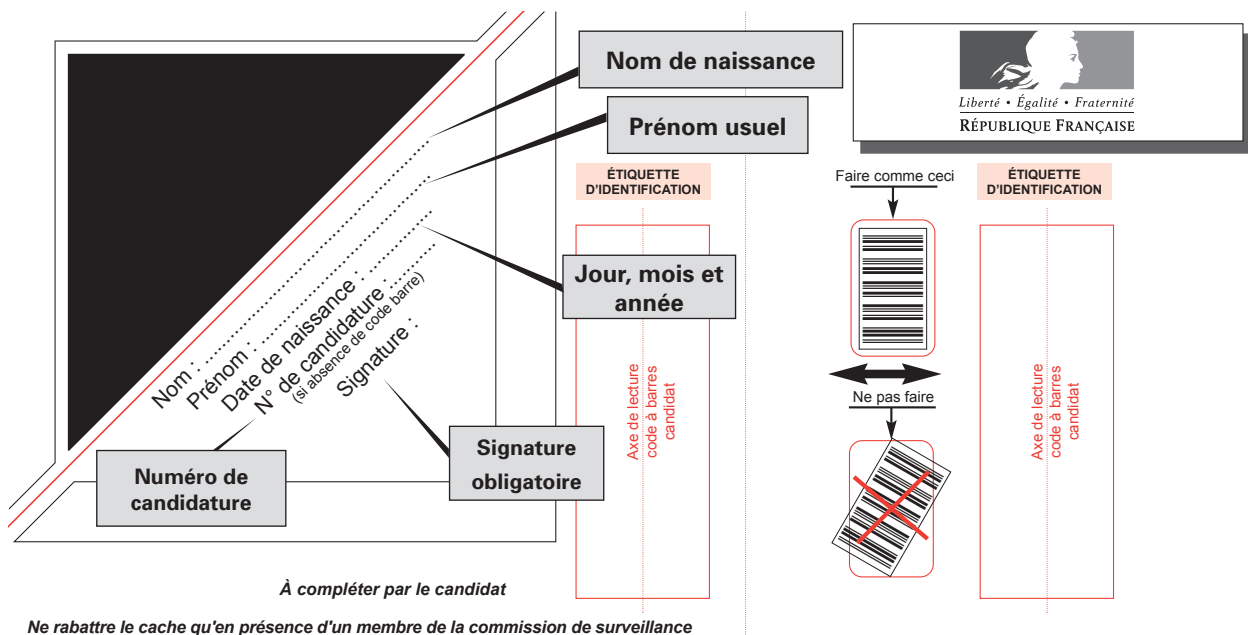 Nom de naissance
Prénom usuel
Liberté • Égalité • Fraternité
RÉPUBLIQUE FRANÇAISE
ÉTIQUETTE
D'IDENTIFICATION
Faire comme ceci
ÉTIQUETTE
D'IDENTIFICATION
Jour, mois et
année
Nom : ..........
Prénom : ..........
Date de naissance : ..........
N° de candidature : ..........
(si absence de code barre)
Signature :
Axe de lecture
code à barres
candidat
Ne pas faire
Axe de lecture
code à barres
candidat
Numéro de
candidature
Signature
obligatoire
À compléter par le candidat
Ne rabattre le cache qu'en présence d'un membre de la commission de surveillance